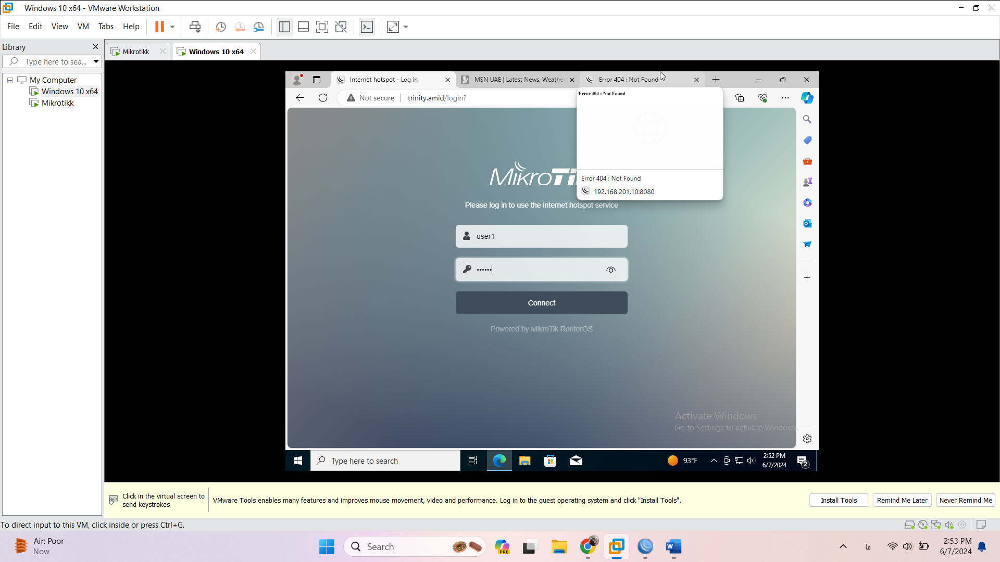 Windows 10 x64 - VMware Workstation
File Edit View VM Tabs Help
Library
Type here to sea...
My Computer
Windows 10 x64
Mikrotikk
Mikrotikk
Windows 10 x64
Internet hotspot - Log in
MSN UAE | Latest News, Weathe
Error 404 : Not Found
Not secure
trinity.amid/login?
Error 404 : Not Found
Error 404 : Not Found
192.168.201.10:8080
MikroTi
Please log in to use the internet hotspot service
user1
••••••
Connect
Powered by MikroTik RouterOS
Activate Windows
Go to Settings to activate Windows.
Type here to search
93°F
2:52 PM
6/7/2024
2
Click in the virtual screen to
send keystrokes
VMware Tools enables many features and improves mouse movement, video and performance. Log in to the guest operating system and click "Install Tools".
Install Tools
Remind Me Later
Never Remind Me
To direct input to this VM, click inside or press Ctrl+G.
Air: Poor
Now
Search
PRE
فا
2:53 PM
6/7/2024